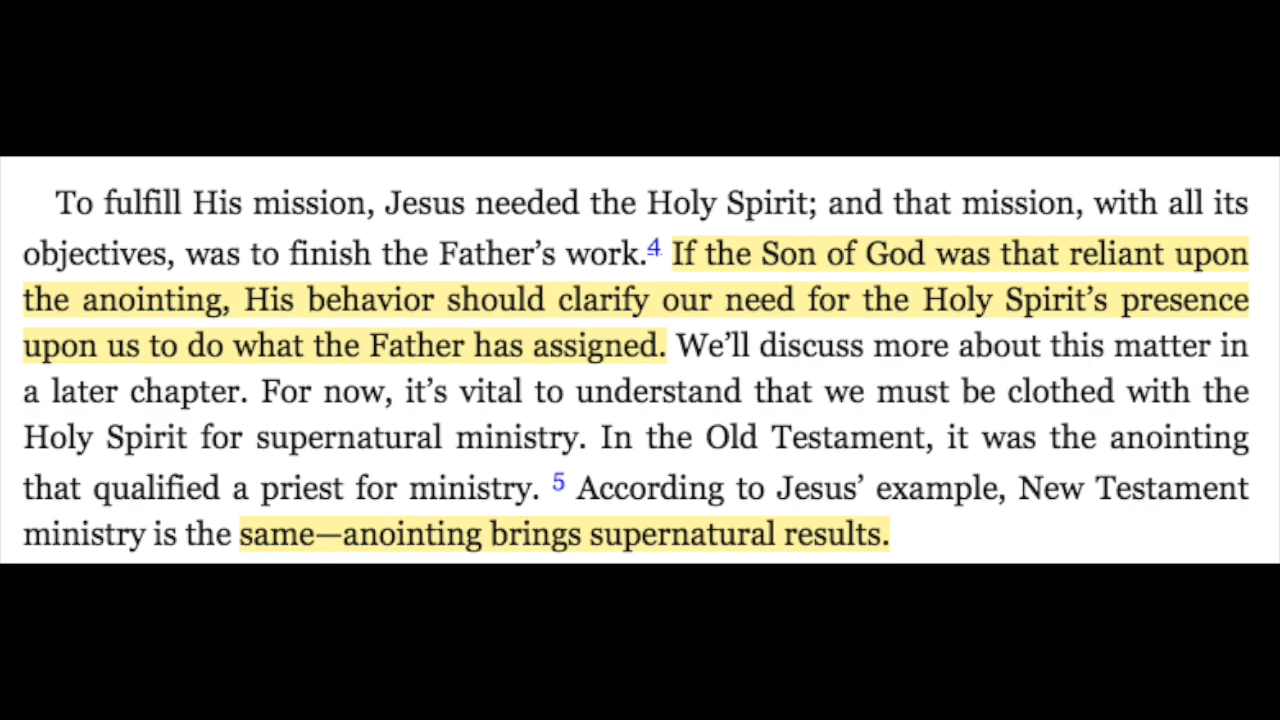 To fulfill His mission, Jesus needed the Holy Spirit; and that mission, with all its
objectives, was to finish the Father’s work.4 If the Son of God was that reliant upon
the anointing, His behavior should clarify our need for the Holy Spirit’s presence
upon us to do what the Father has assigned. We’ll discuss more about this matter in
a later chapter. For now, it’s vital to understand that we must be clothed with the
Holy Spirit for supernatural ministry. In the Old Testament, it was the anointing
that qualified a priest for ministry. 5 According to Jesus’ example, New Testament
ministry is the same—anointing brings supernatural results.